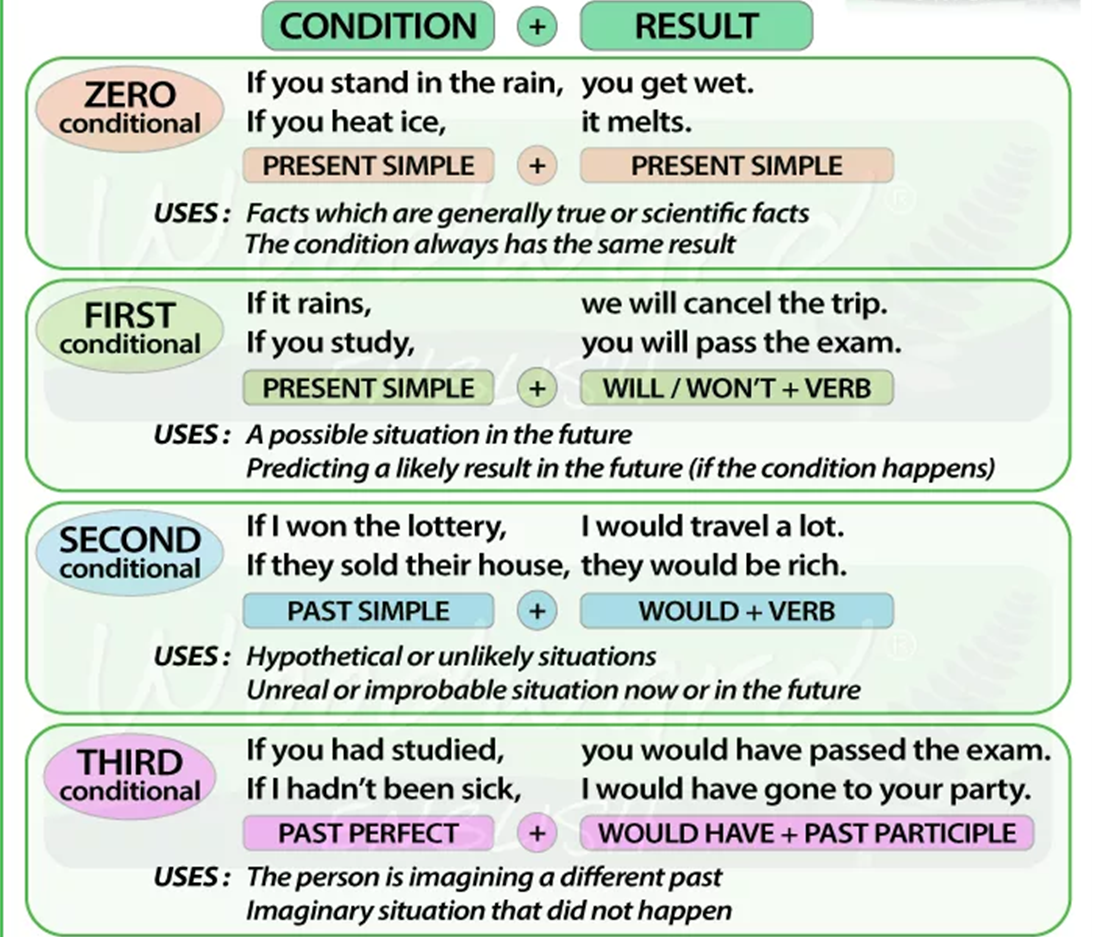 CONDITION + RESULT
ZERO conditional
If you stand in the rain, you get wet.
If you heat ice, it melts.
PRESENT SIMPLE + PRESENT SIMPLE
USES: Facts which are generally true or scientific facts
The condition always has the same result
FIRST conditional
If it rains, we will cancel the trip.
If you study, you will pass the exam.
PRESENT SIMPLE + WILL / WON'T + VERB
USES: A possible situation in the future
Predicting a likely result in the future (if the condition happens)
SECOND conditional
If I won the lottery, I would travel a lot.
If they sold their house, they would be rich.
PAST SIMPLE + WOULD + VERB
USES: Hypothetical or unlikely situations
Unreal or improbable situation now or in the future
THIRD conditional
If you had studied, you would have passed the exam.
If I hadn't been sick, I would have gone to your party.
PAST PERFECT + WOULD HAVE + PAST PARTICIPLE
USES: The person is imagining a different past
Imaginary situation that did not happen
Woodward ®
ENGLISH
Woodward ®
ENGLISH